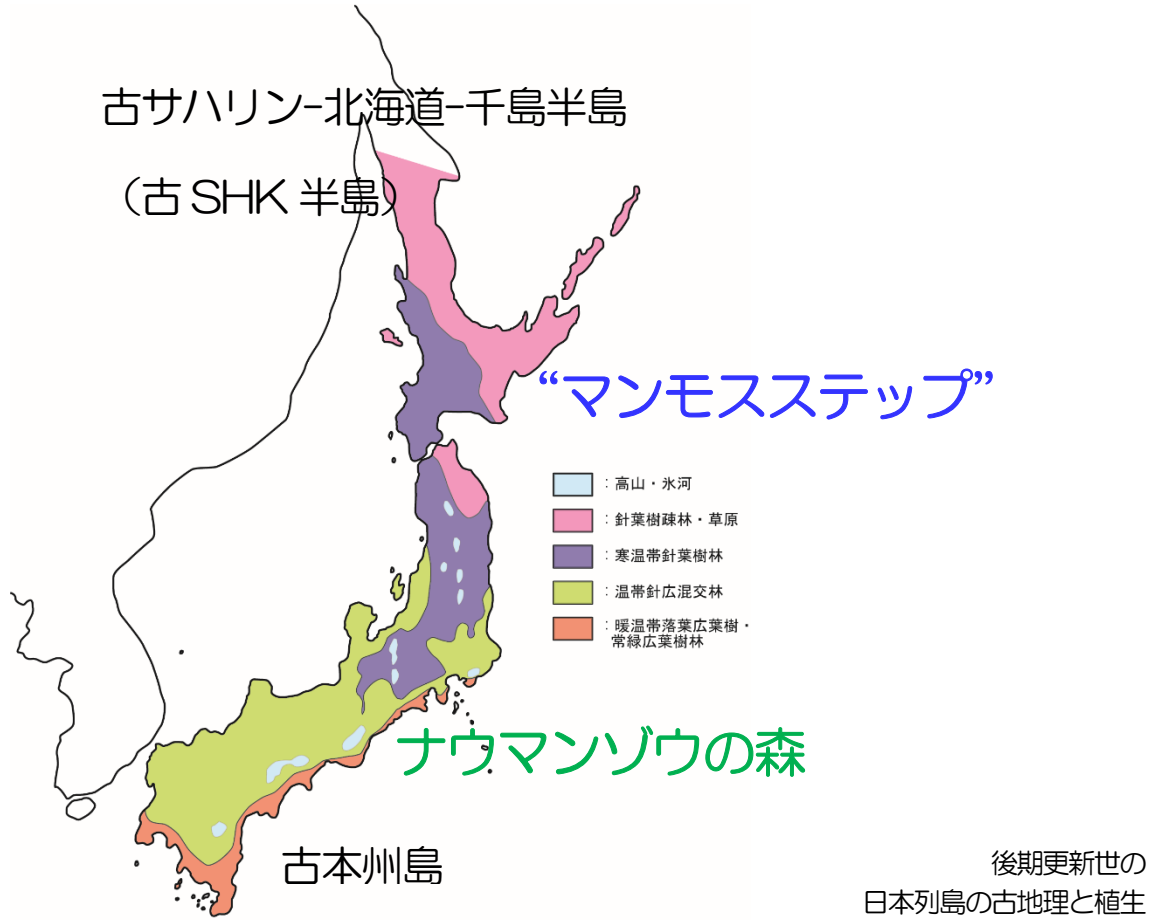 古サハリン-北海道-千島半島
（古 SHK 半島）
“マンモスステップ”
：高山・氷河
：針葉樹疎林・草原
：寒温帯針葉樹林
：温帯針広混交林
：暖温帯落葉広葉樹・
常緑広葉樹林
ナウマンゾウの森
古本州島
後期更新世の
日本列島の古地理と植生